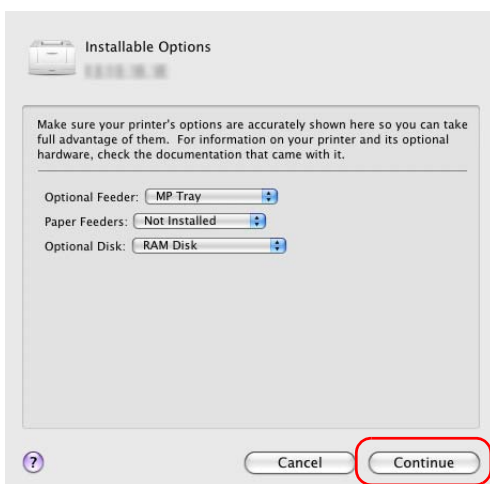 Installable Options
Make sure your printer's options are accurately shown here so you can take
full advantage of them. For information on your printer and its optional
hardware, check the documentation that came with it.
Optional Feeder: MP Tray
Paper Feeders: Not Installed
Optional Disk: RAM Disk
? Cancel Continue